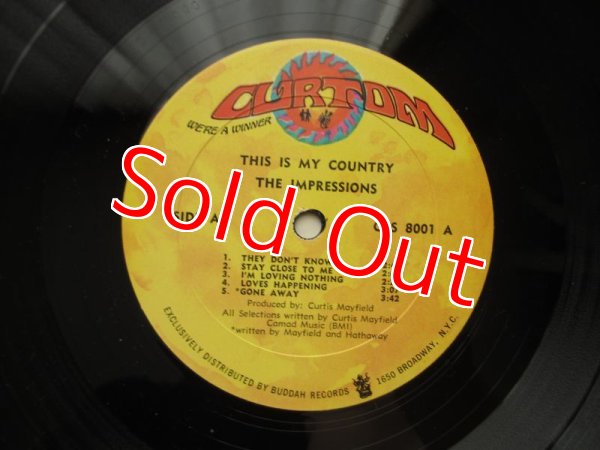 CURTOM
WE'RE A WINNER
THIS IS MY COUNTRY
THE IMPRESSIONS
Sold Out
8001 A
1. THEY DON'T KNOW
2. STAY CLOSE TO ME
3. I'M LOVING NOTHING
4. LOVES HAPPENING
5. *GONE AWAY 3:42
Produced by: Curtis Mayfield
All Selections written by Curtis Mayfield
Camad Music (BMI)
*written by Mayfield and Hathaway
EXCLUSIVELY DISTRIBUTED BY BUDDAH RECORDS 1650 BROADWAY, N.Y.C.